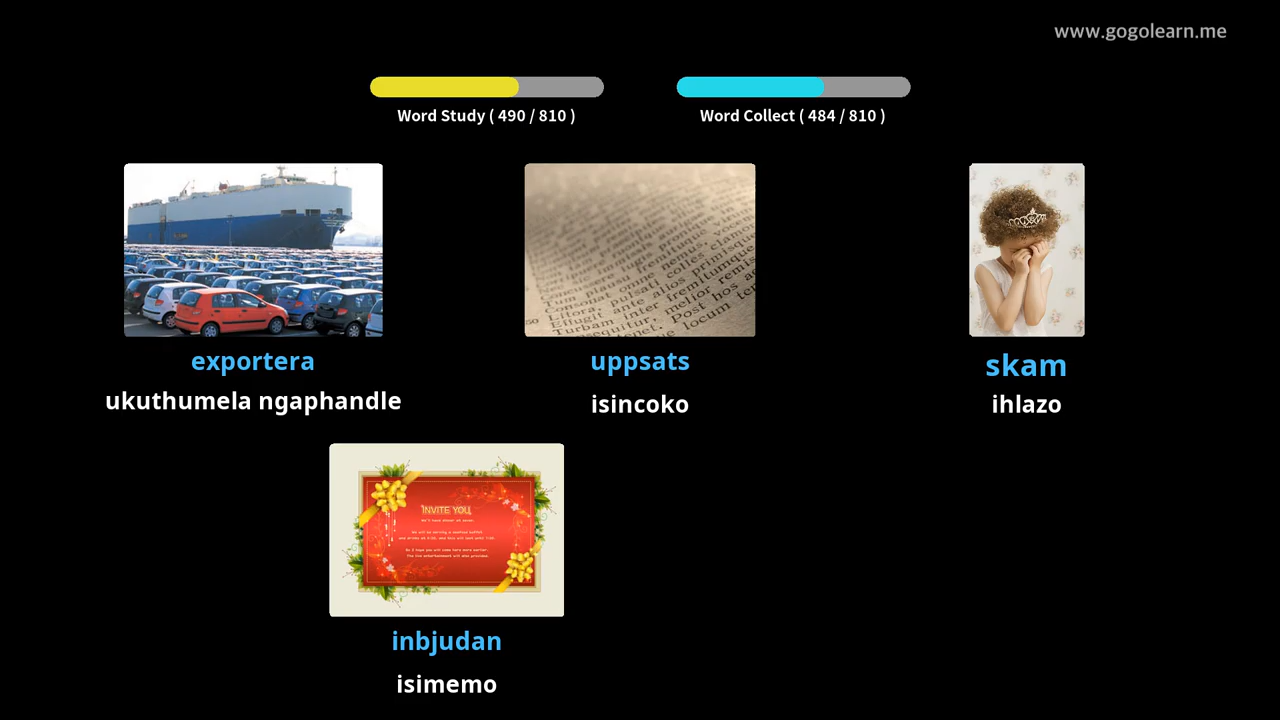 www.gogolearn.me
Word Study ( 490 / 810 )
Word Collect ( 484 / 810 )
exportera
ukuthumela ngaphandle
uppsats
isincoko
skam
ihlazo
INVITE YOU
inbjudan
isimemo